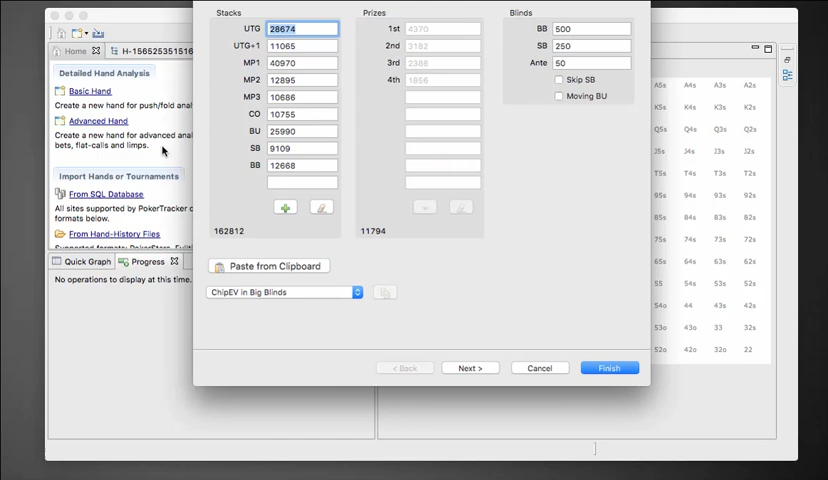 Stacks
Prizes
Blinds
UTG 28674
UTG+1 11065
MP1 40970
MP2 12895
MP3 10686
CO 10755
BU 25990
SB 9109
BB 12668
162812
1st 4370
2nd 3182
3rd 2386
4th 1856
11794
BB 500
SB 250
Ante 50
Skip SB
Moving BU
Paste from Clipboard
ChipEV in Big Blinds
< Back
Next >
Cancel
Finish
Home
H-156525351516
Detailed Hand Analysis
Basic Hand
Create a new hand for push/fold anal
Advanced Hand
Create a new hand for advanced ana
bets, flat-calls and limps.
Import Hands or Tournaments
From SQL Database
All sites supported by PokerTracker o
formats below.
From Hand-History Files
Quick Graph
Progress
No operations to display at this time.
A5s A4s A3s A2s
K5s K4s K3s K2s
Q5s Q4s Q3s Q2s
J5s J4s J3s J2s
T5s T4s T3s T2s
95s 94s 93s 92s
85s 84s 83s 82s
75s 74s 73s 72s
65s 64s 63s 62s
55 54s 53s 52s
54o 44 43s 42s
53o 43o 33 32s
52o 42o 32o 22